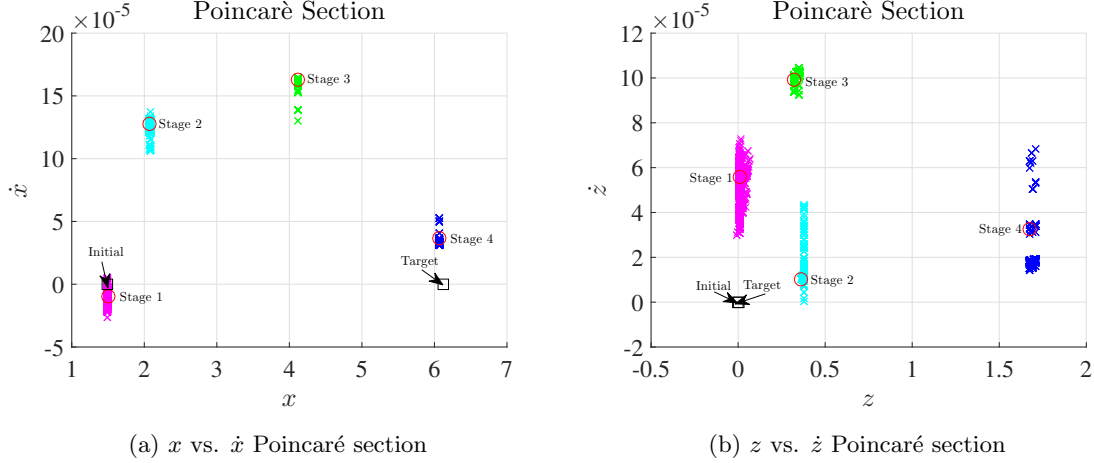 Poincarè Section
×10⁻⁵
20
15
10
5
0
-5
1 2 3 4 5 6 7
ẋ
x
Stage 3
Stage 2
Stage 4
Initial
Target
Stage 1
(a) x vs. ẋ Poincaré section
Poincarè Section
×10⁻⁵
12
10
8
6
4
2
0
-2
-0.5 0 0.5 1 1.5 2
ż
z
Stage 3
Stage 1
Stage 4
Stage 2
Initial
Target
(b) z vs. ż Poincaré section